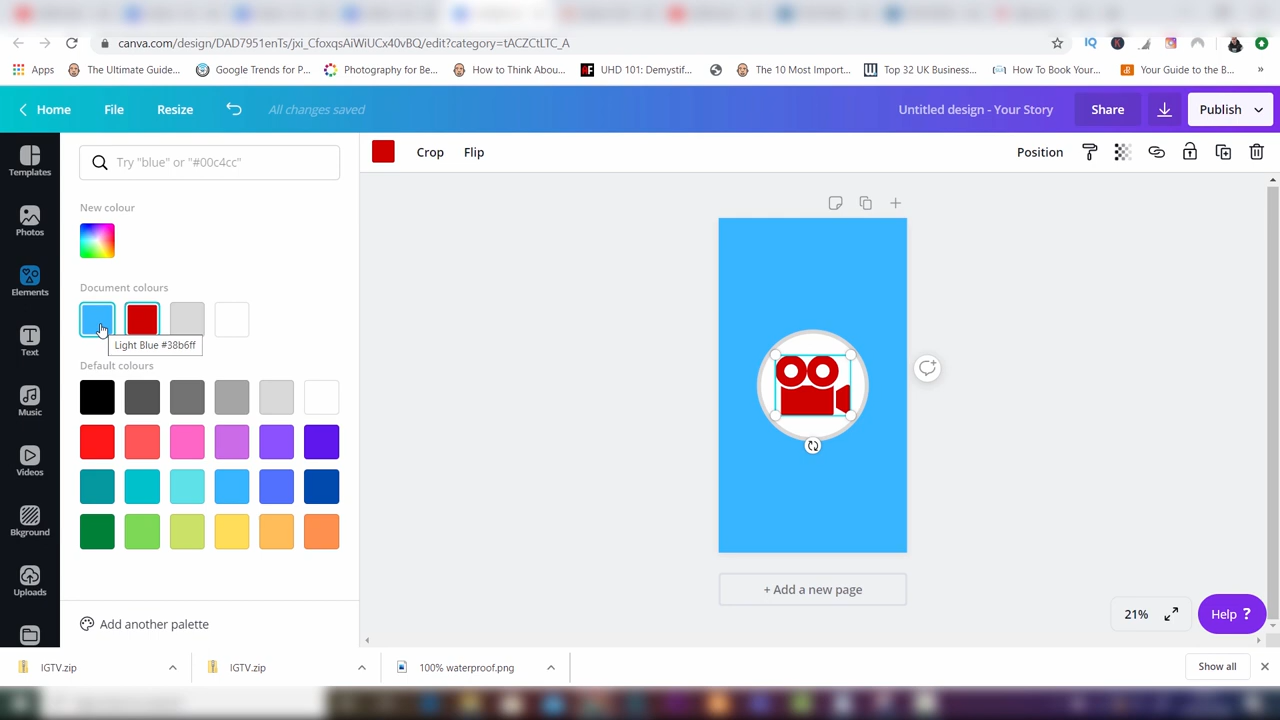 canva.com/design/DAD7951enTs/jxi_CfoxqsAiWiUCx40vBQ/edit?category=tACZCtLTC_A
IQ
Apps
The Ultimate Guide...
Google Trends for P...
Photography for Be...
How to Think Abou...
UHD 101: Demystif...
The 10 Most Import...
Top 32 UK Business...
How To Book Your...
Your Guide to the B...
Home
File
Resize
All changes saved
Untitled design - Your Story
Share
Publish
Templates
Photos
Elements
Text
Music
Videos
Bkground
Uploads
Try "blue" or "#00c4cc"
New colour
Document colours
Light Blue #38b6ff
Default colours
Add another palette
Crop
Flip
Position
+ Add a new page
21%
Help ?
IGTV.zip
IGTV.zip
100% waterproof.png
Show all